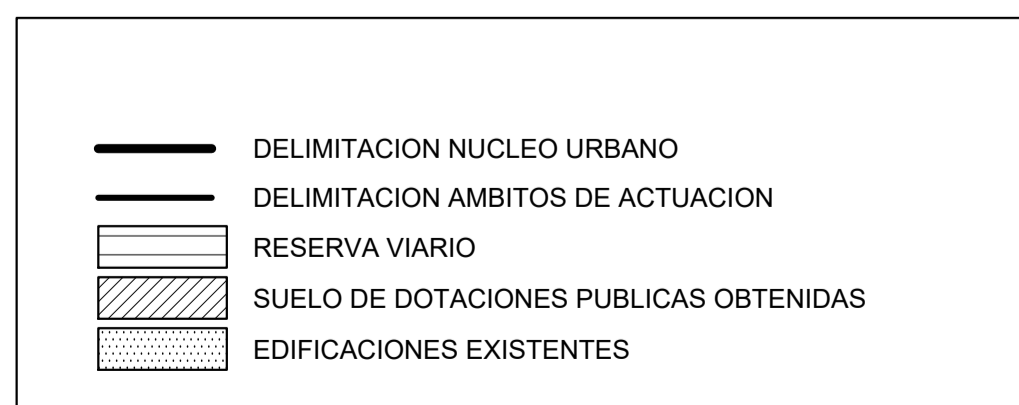 DELIMITACION NUCLEO URBANO
DELIMITACION AMBITOS DE ACTUACION
RESERVA VIARIO
SUELO DE DOTACIONES PUBLICAS OBTENIDAS
EDIFICACIONES EXISTENTES